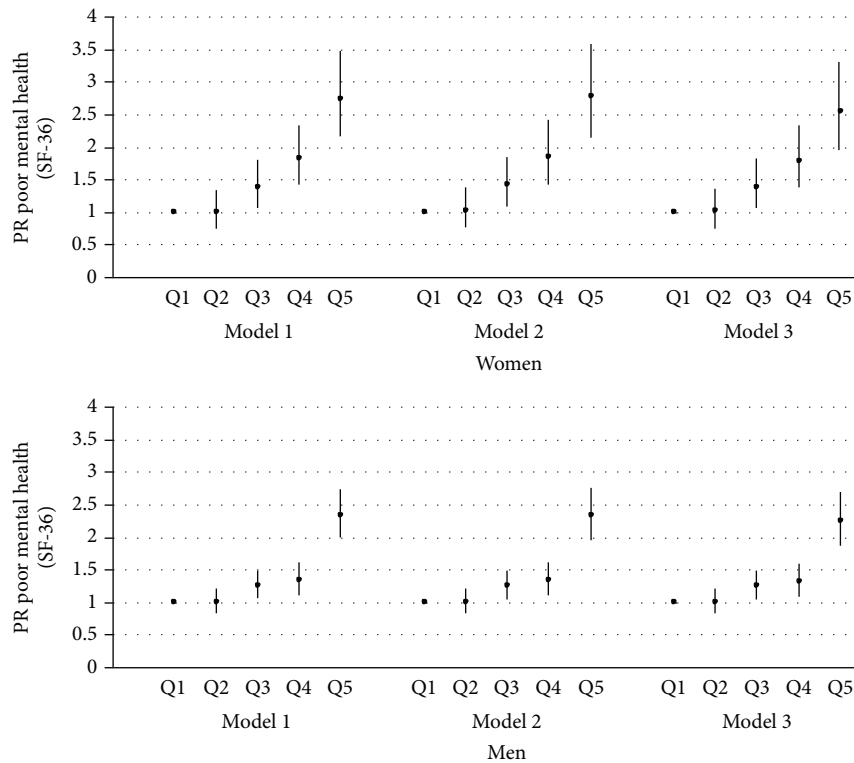 PR poor mental health
(SF-36)
4
3.5
3
2.5
2
1.5
1
0.5
0
Q1 Q2 Q3 Q4 Q5 Q1 Q2 Q3 Q4 Q5 Q1 Q2 Q3 Q4 Q5
Model 1 Model 2 Model 3
Women
PR poor mental health
(SF-36)
4
3.5
3
2.5
2
1.5
1
0.5
0
Q1 Q2 Q3 Q4 Q5 Q1 Q2 Q3 Q4 Q5 Q1 Q2 Q3 Q4 Q5
Model 1 Model 2 Model 3
Men